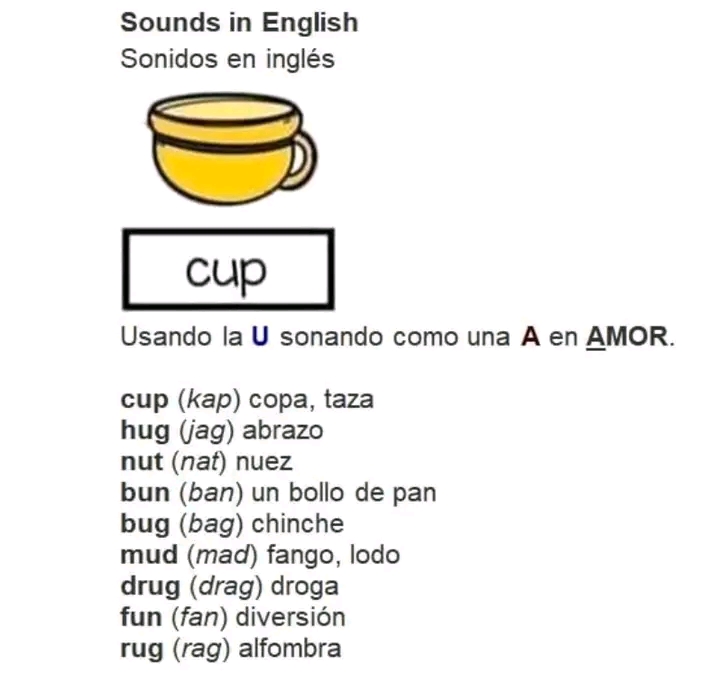 Sounds in English
Sonidos en inglés
cup
Usando la U sonando como una A en AMOR.
cup (kap) copa, taza
hug (jag) abrazo
nut (nat) nuez
bun (ban) un bollo de pan
bug (bag) chinche
mud (mad) fango, lodo
drug (drag) droga
fun (fan) diversión
rug (rag) alfombra